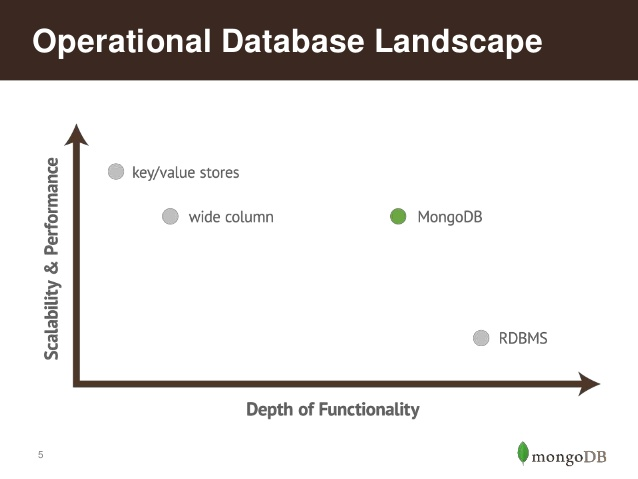 Operational Database Landscape
Scalability & Performance
key/value stores
wide column
MongoDB
RDBMS
Depth of Functionality
5
mongoDB